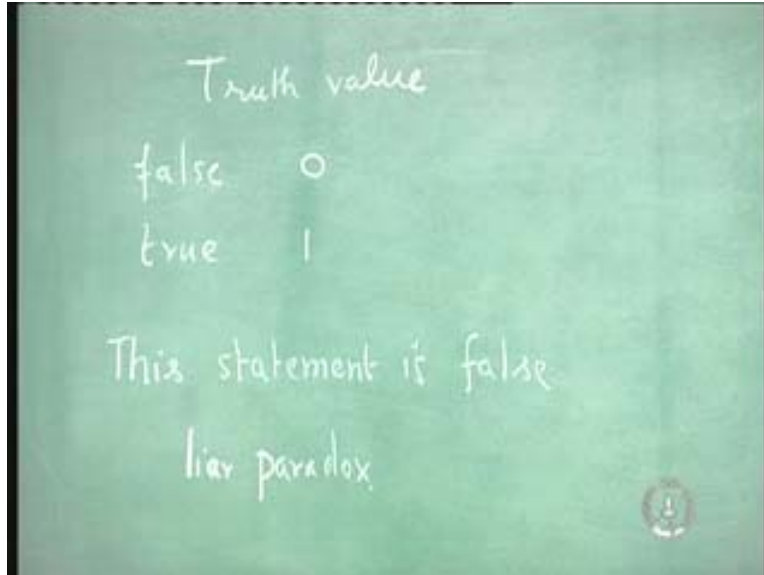 Truth value
false 0
true 1
This statement is false
liar paradox.